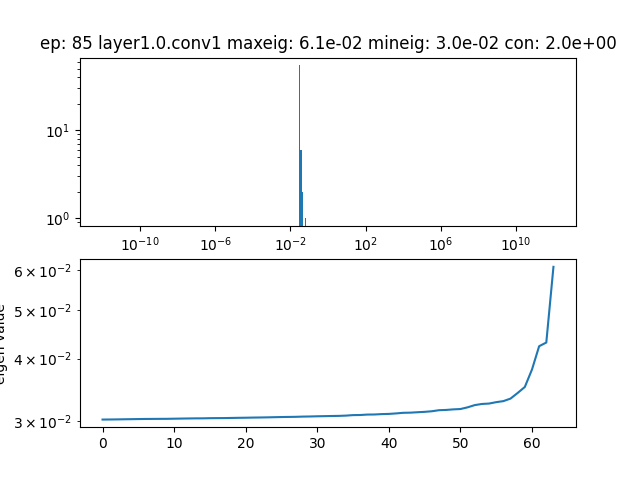 ep: 85 layer1.0.conv1 maxeig: 6.1e-02 mineig: 3.0e-02 con: 2.0e+00
10¹
10⁰
10⁻¹⁰ 10⁻⁶ 10⁻² 10² 10⁶ 10¹⁰
6 × 10⁻²
5 × 10⁻²
4 × 10⁻²
3 × 10⁻²
eigen value
0 10 20 30 40 50 60